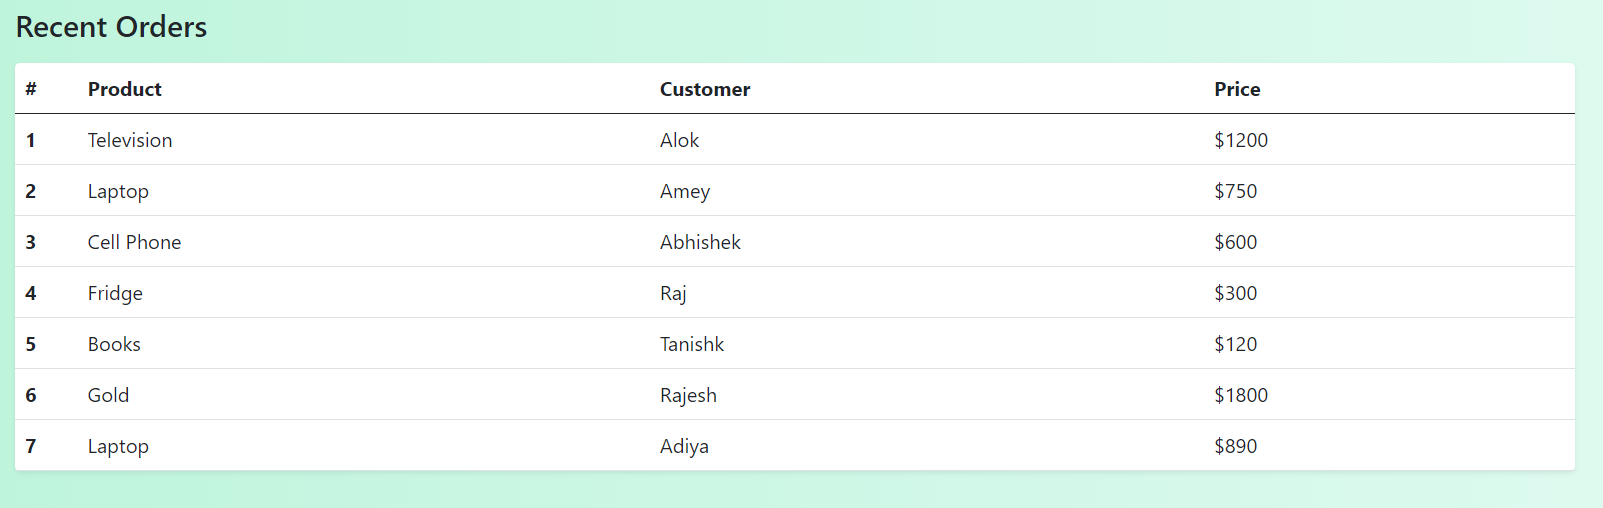 Recent Orders
# Product Customer Price
1 Television Alok $1200
2 Laptop Amey $750
3 Cell Phone Abhishek $600
4 Fridge Raj $300
5 Books Tanishk $120
6 Gold Rajesh $1800
7 Laptop Adiya $890